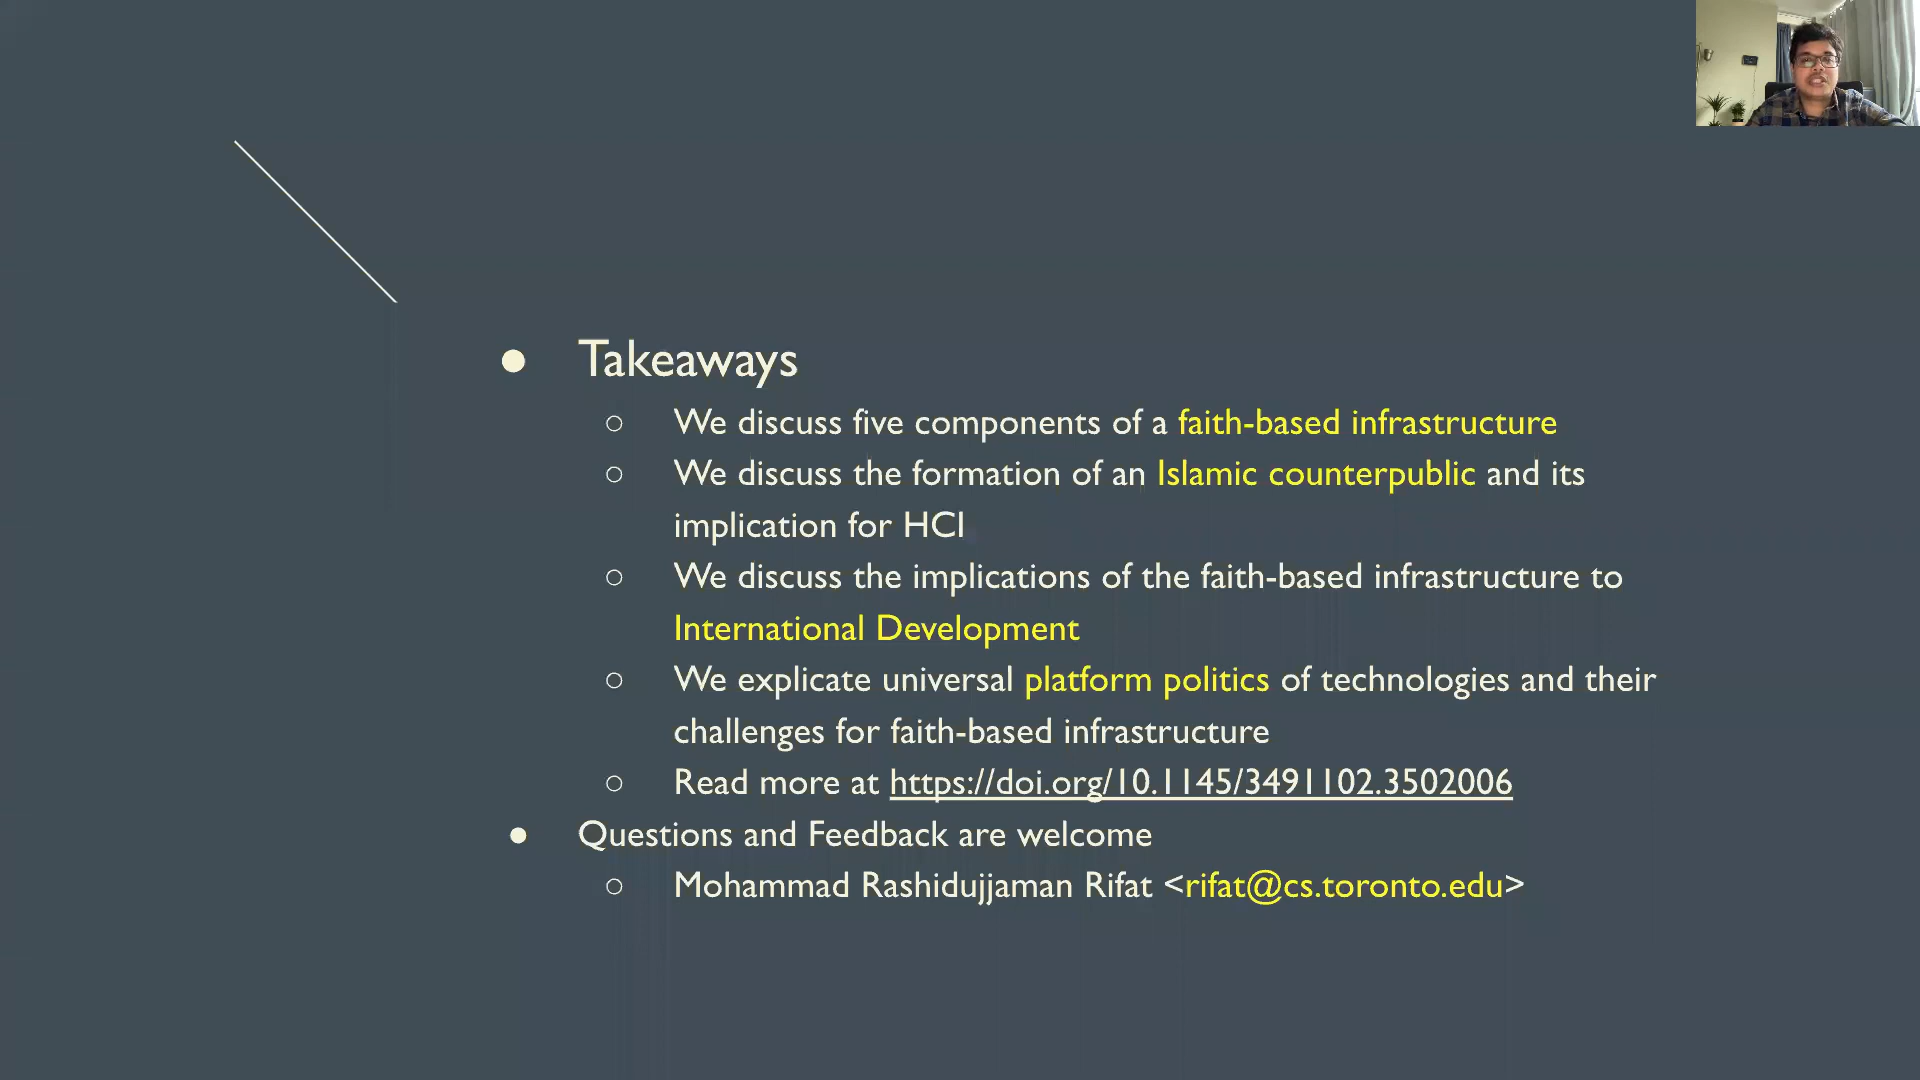 ● Takeaways
○ We discuss five components of a faith-based infrastructure
○ We discuss the formation of an Islamic counterpublic and its
implication for HCI
○ We discuss the implications of the faith-based infrastructure to
International Development
○ We explicate universal platform politics of technologies and their
challenges for faith-based infrastructure
○ Read more at https://doi.org/10.1145/3491102.3502006
● Questions and Feedback are welcome
○ Mohammad Rashidujjaman Rifat <rifat@cs.toronto.edu>